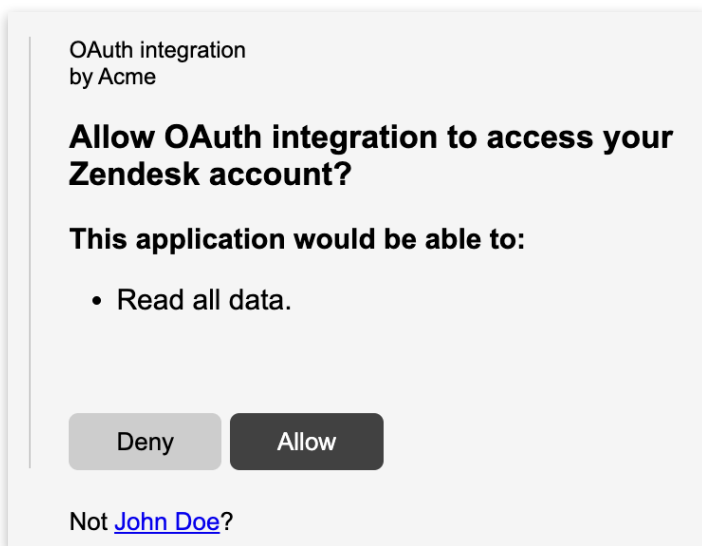 OAuth integration
by Acme
Allow OAuth integration to access your
Zendesk account?
This application would be able to:
• Read all data.
Deny
Allow
Not John Doe?